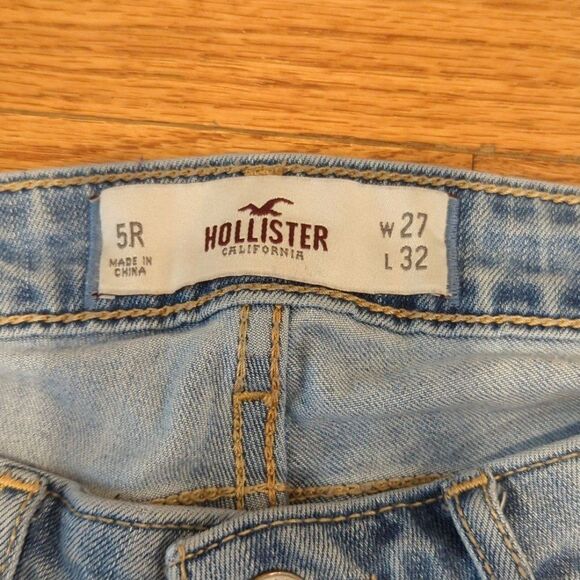 5R
MADE IN
CHINA
HOLLISTER
CALIFORNIA
W 27
L 32